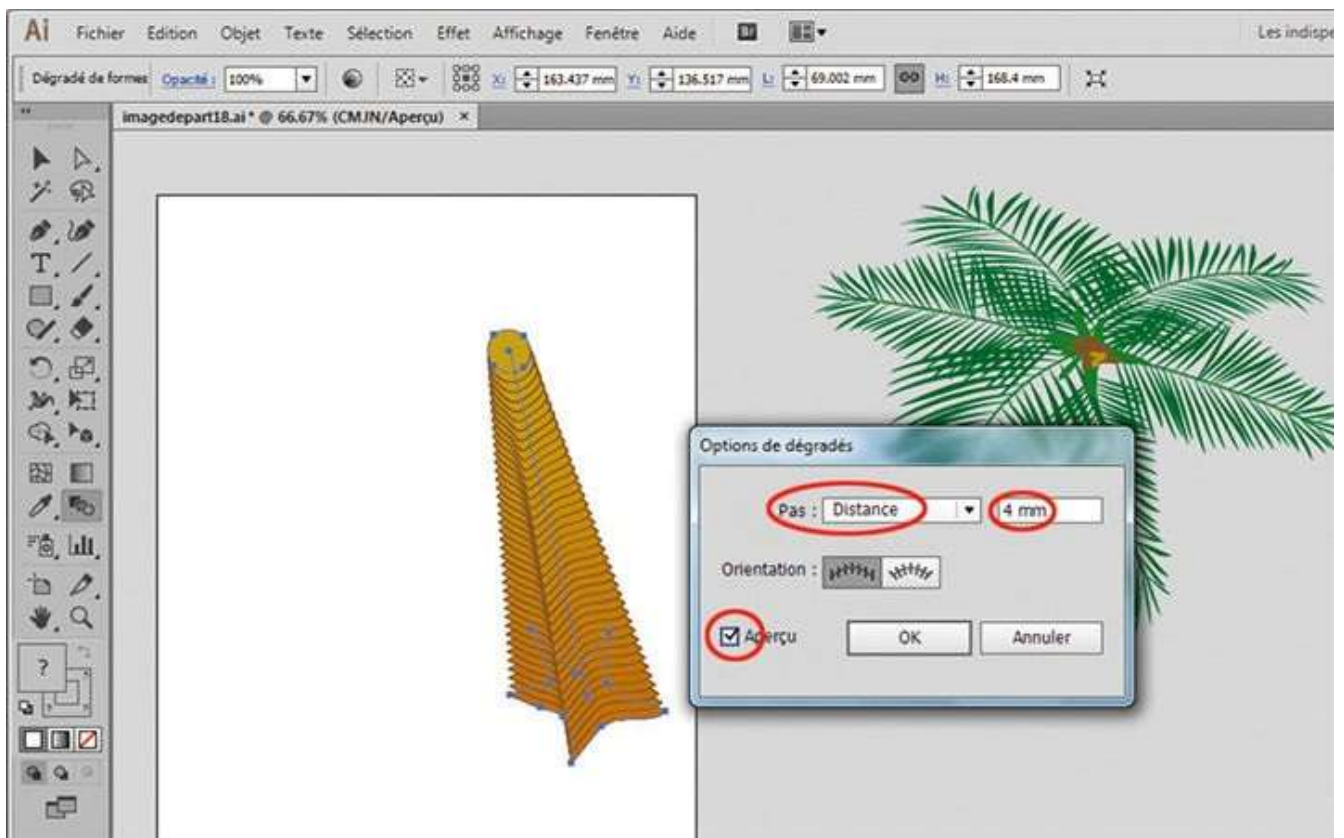 Ai Fichier Edition Objet Texte Sélection Effet Affichage Fenêtre Aide Br Les indispe
Dégradé de formes Opacité : 100% X: 163.437 mm Y: 136.517 mm L: 69.002 mm H: 168.4 mm
imagedepart18.ai* @ 66.67% (CMJN/Aperçu) ×
T
?
Options de dégradés
Pas : Distance 4 mm
Orientation :
Aperçu OK Annuler